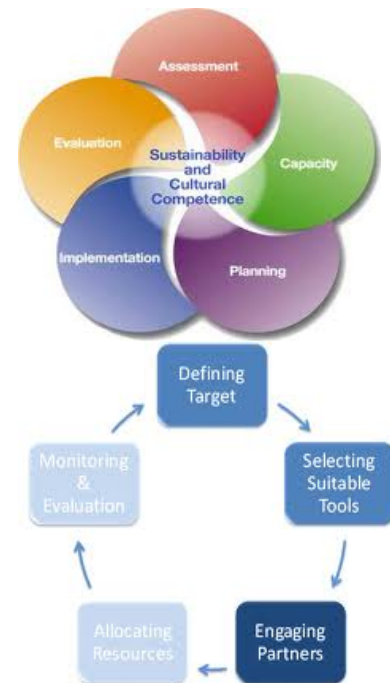 Assessment
Evaluation
Sustainability
and
Cultural
Competence
Capacity
Implementation
Planning
Defining
Target
Monitoring
&
Evaluation
Selecting
Suitable
Tools
Allocating
Resources
Engaging
Partners